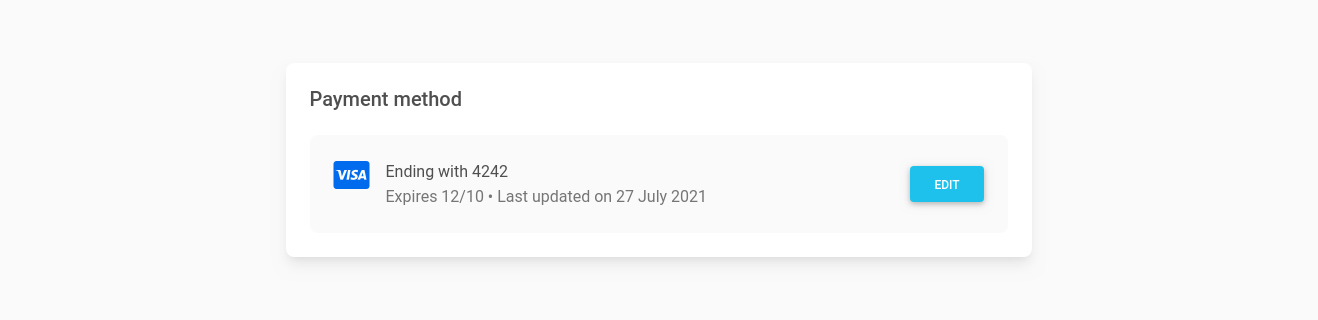 Payment method
VISA
Ending with 4242
Expires 12/10 • Last updated on 27 July 2021
EDIT